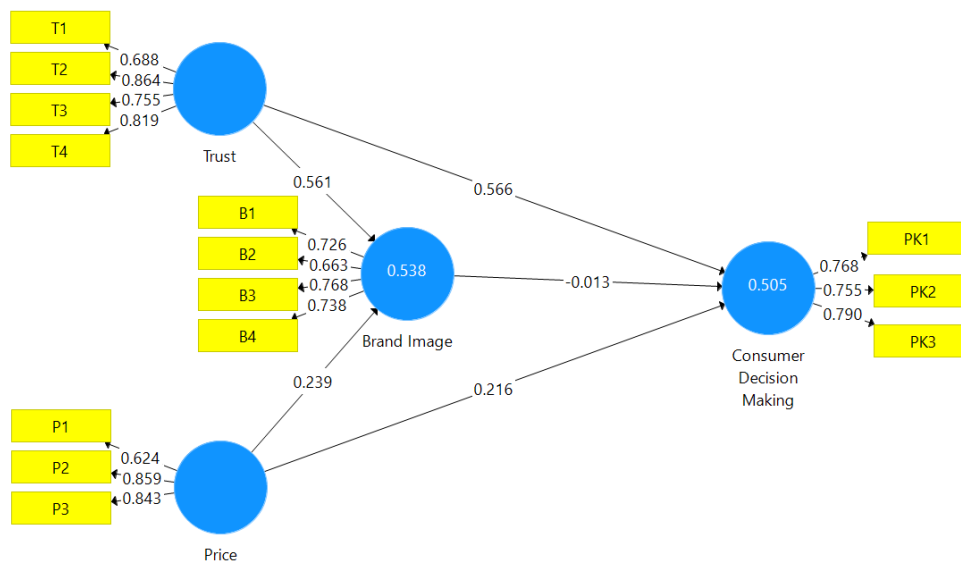 T1
T2
T3
T4
0.688
0.864
0.755
0.819
Trust
0.561
0.566
B1
B2
B3
B4
0.726
0.663
0.768
0.738
0.538
Brand Image
-0.013
0.505
Consumer
Decision
Making
0.768
0.755
0.790
PK1
PK2
PK3
0.239
0.216
P1
P2
P3
0.624
0.859
0.843
Price